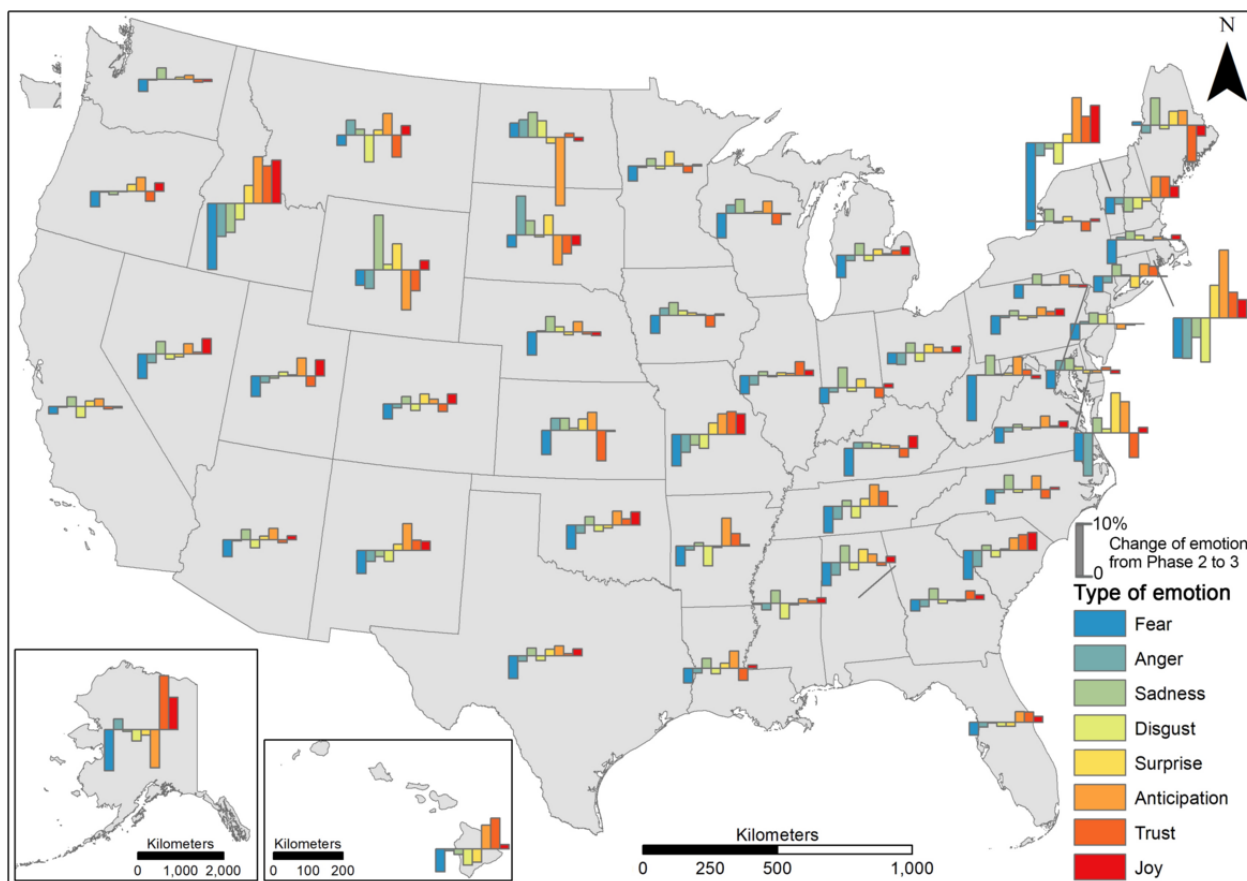 N
10%
Change of emotion
from Phase 2 to 3
0
Type of emotion
Fear
Anger
Sadness
Disgust
Surprise
Anticipation
Trust
Joy
Kilometers
0 1,000 2,000
Kilometers
0 100 200
Kilometers
0 250 500 1,000